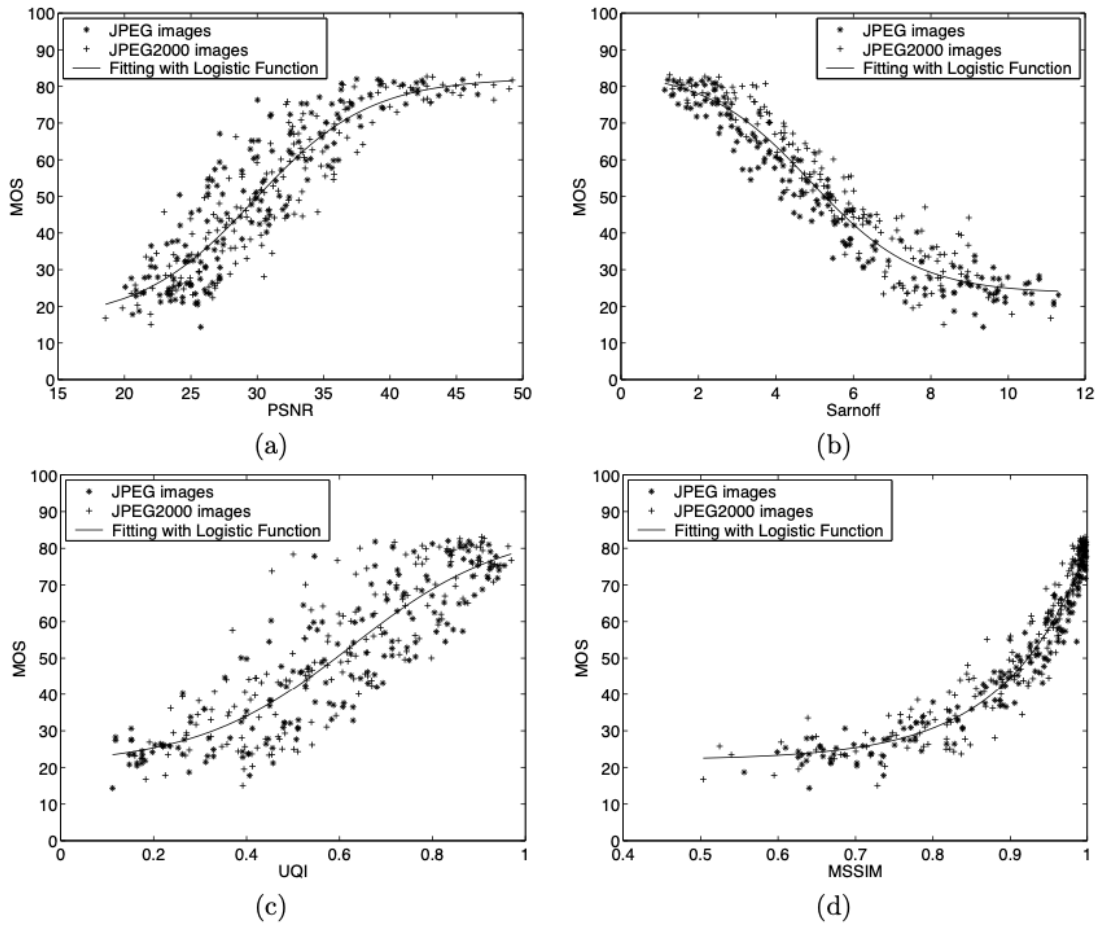 100
90
80
70
60
50
40
30
20
10
0
MOS
JPEG images
JPEG2000 images
Fitting with Logistic Function
15 20 25 30 35 40 45 50
PSNR
(a)
100
90
80
70
60
50
40
30
20
10
0
MOS
JPEG images
JPEG2000 images
Fitting with Logistic Function
0 2 4 6 8 10 12
Sarnoff
(b)
100
90
80
70
60
50
40
30
20
10
0
MOS
JPEG images
JPEG2000 images
Fitting with Logistic Function
0 0.2 0.4 0.6 0.8 1
UQI
(c)
100
90
80
70
60
50
40
30
20
10
0
MOS
JPEG images
JPEG2000 images
Fitting with Logistic Function
0.4 0.5 0.6 0.7 0.8 0.9 1
MSSIM
(d)